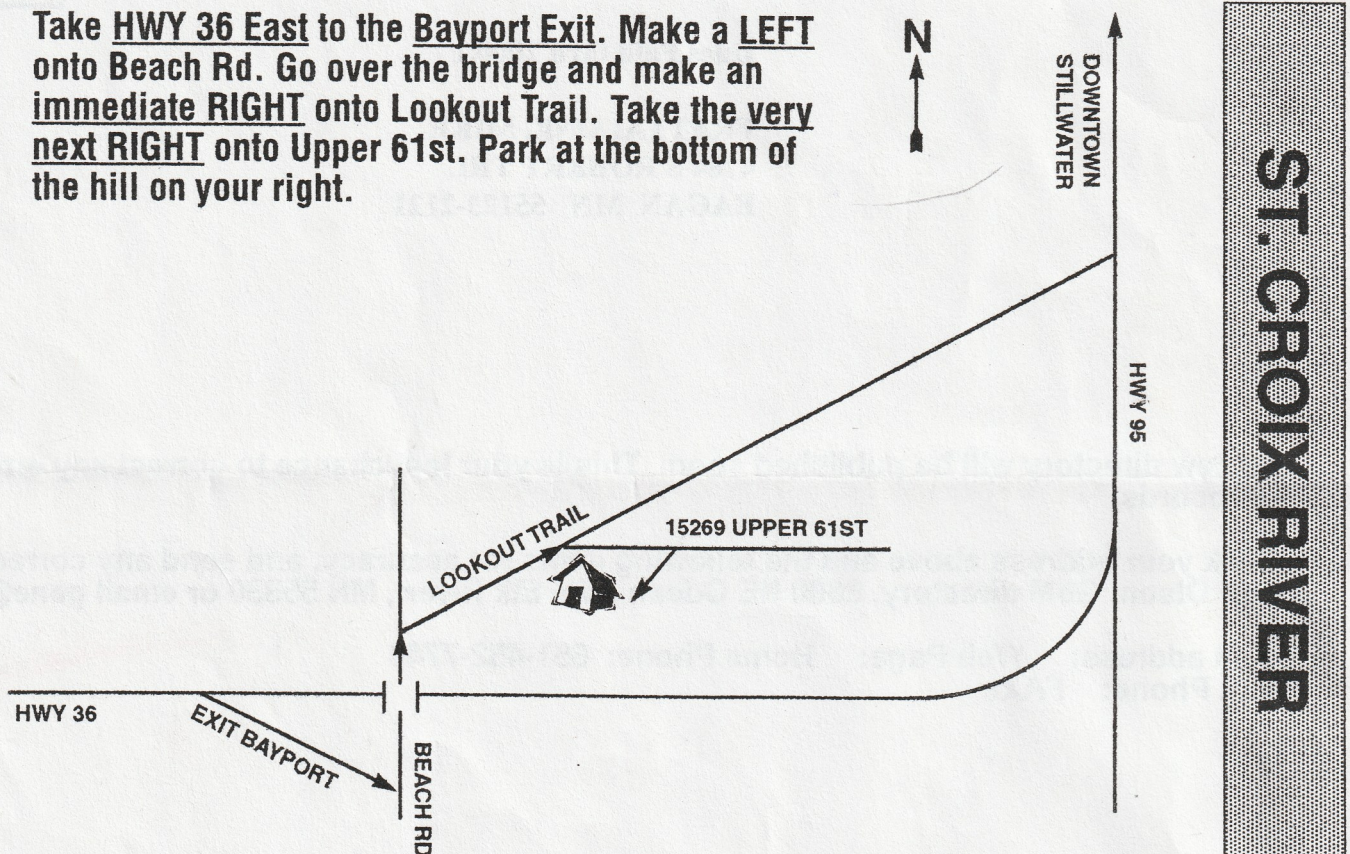 Take HWY 36 East to the Bayport Exit. Make a LEFT
onto Beach Rd. Go over the bridge and make an
immediate RIGHT onto Lookout Trail. Take the very
next RIGHT onto Upper 61st. Park at the bottom of
the hill on your right.
N
DOWNTOWN
STILLWATER
ST. CROIX RIVER
HWY 95
LOOKOUT TRAIL
15269 UPPER 61ST
HWY 36
EXIT BAYPORT
BEACH RD